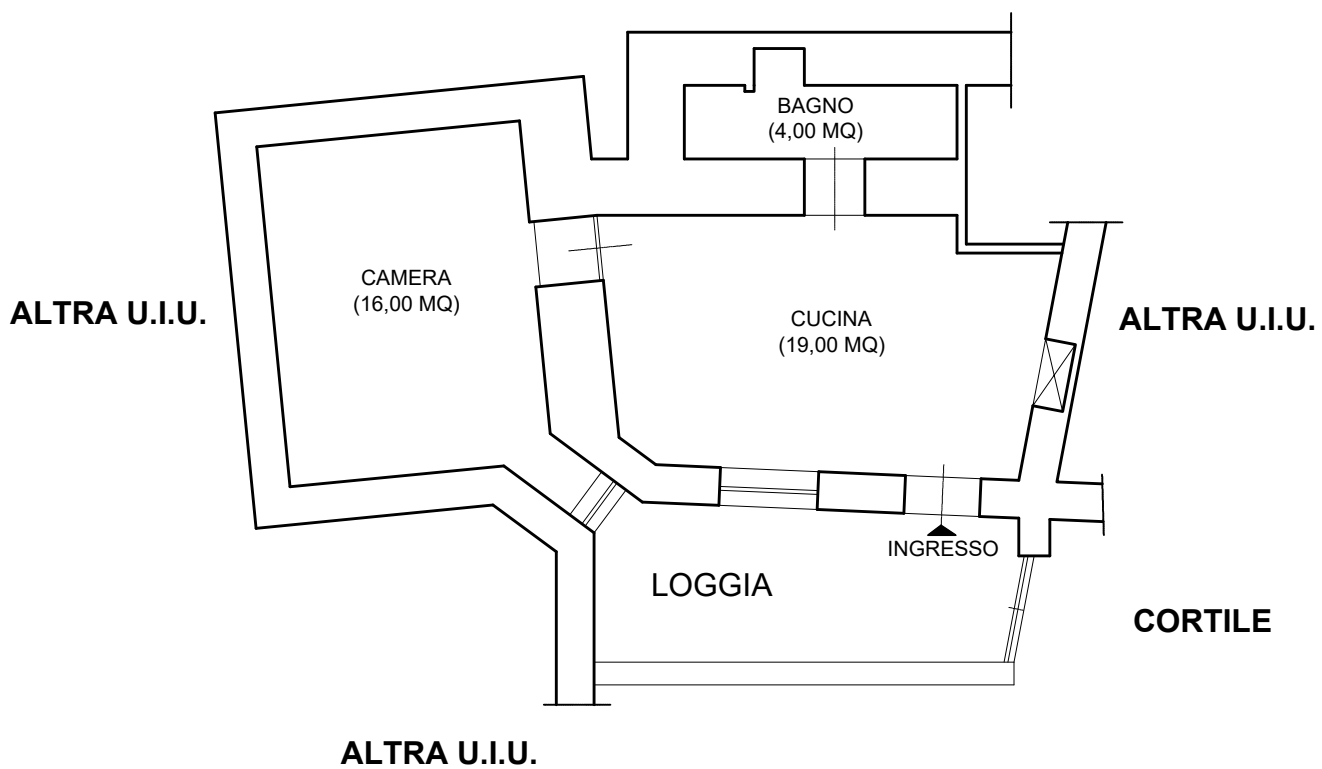 BAGNO
(4,00 MQ)
CAMERA
(16,00 MQ)
ALTRA U.I.U.
CUCINA
(19,00 MQ)
ALTRA U.I.U.
INGRESSO
LOGGIA
CORTILE
ALTRA U.I.U.